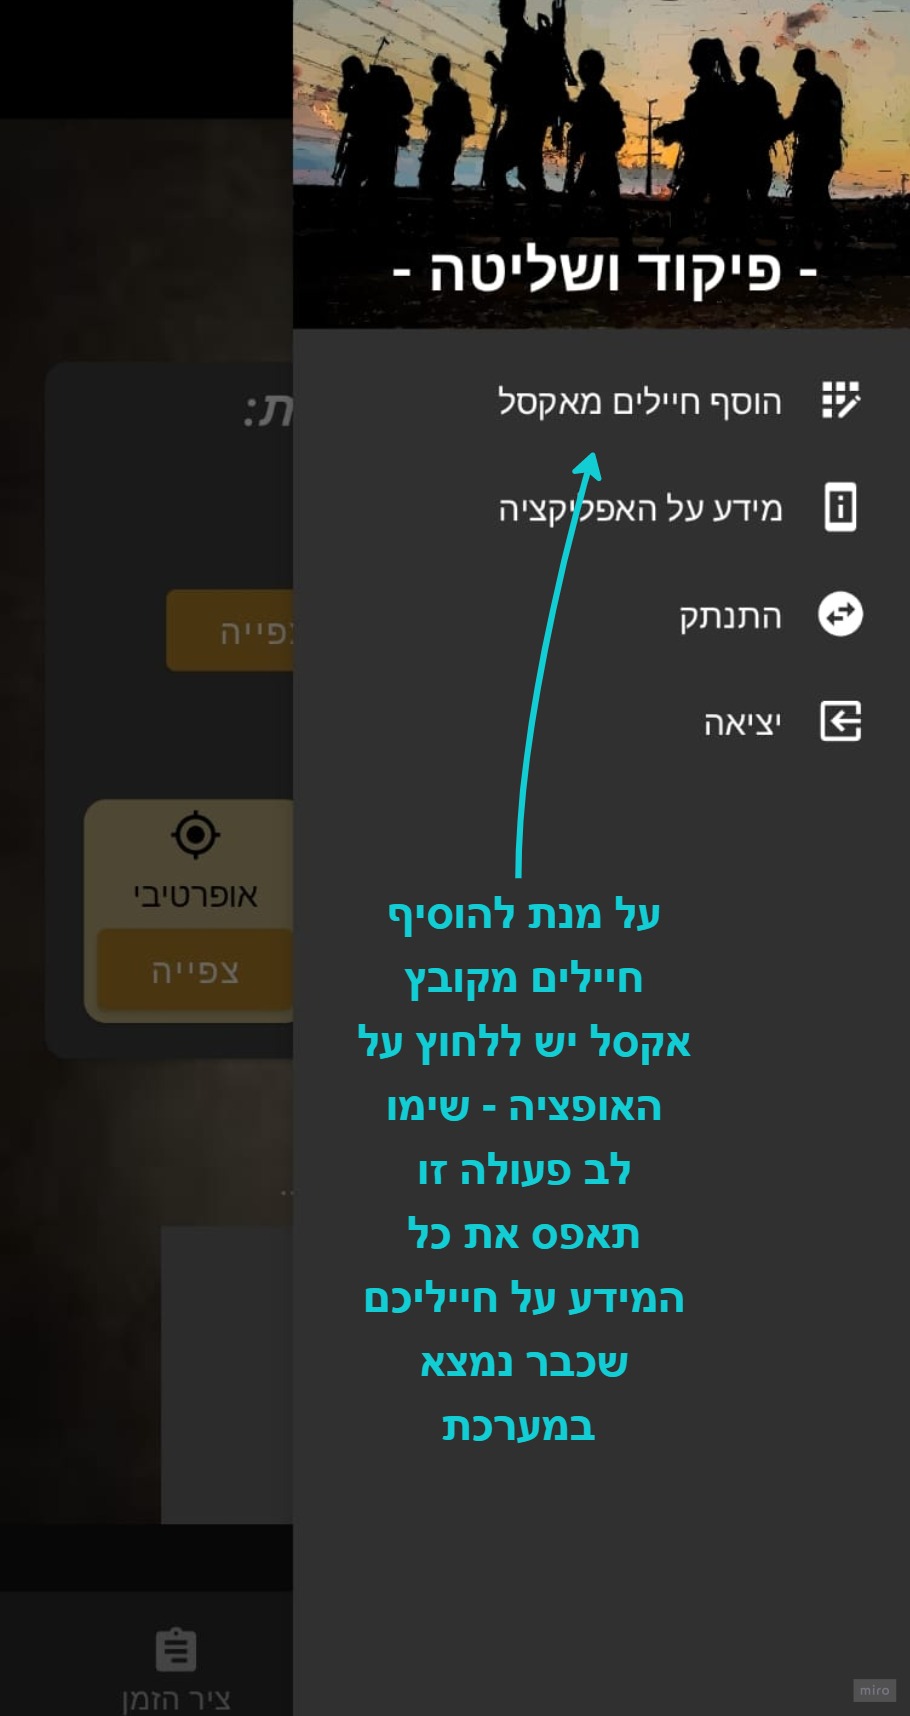 - פיקוד ושליטה -
הוסף חיילים מאקסל
מידע על האפליקציה
התנתק
יציאה
על מנת להוסיף
חיילים מקובץ
אקסל יש ללחוץ על
האופציה - שימו
לב פעולה זו
תאפס את כל
המידע על חייליכם
שכבר נמצא
במערכת
אופרטיבי
צפייה
ציר הזמן
miro